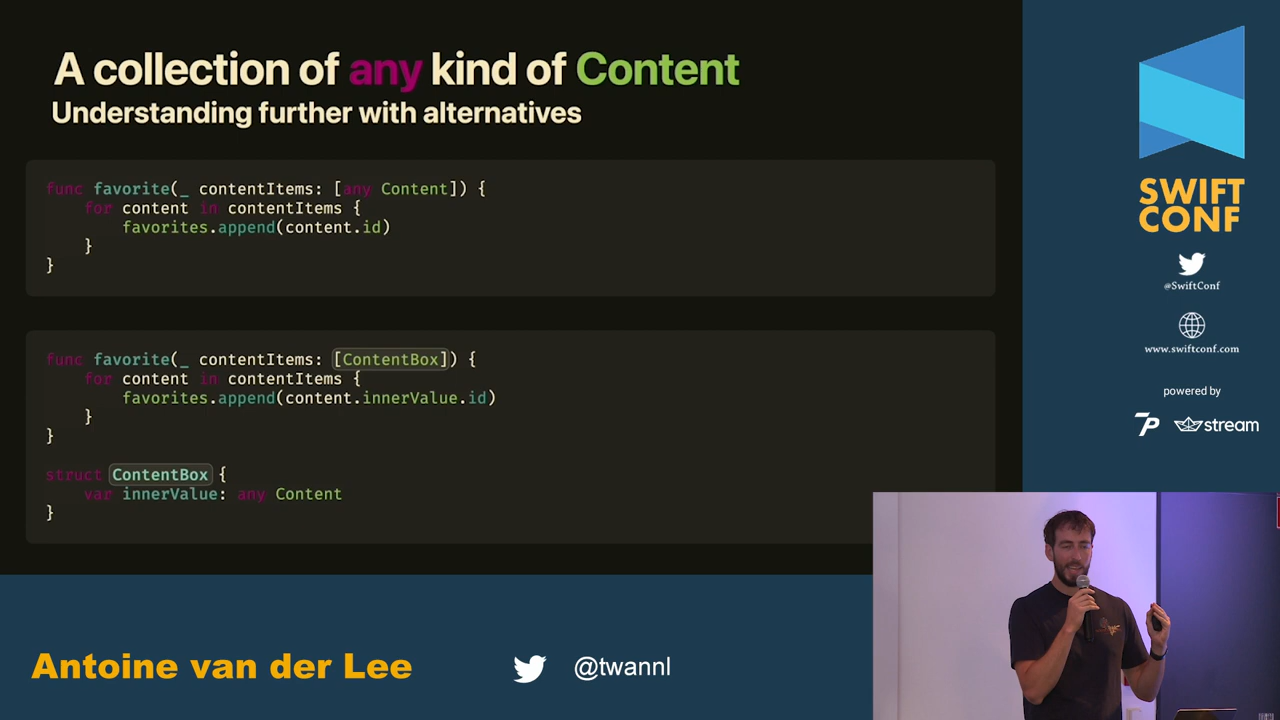 A collection of any kind of Content
Understanding further with alternatives
func favorite(_ contentItems: [any Content]) {
    for content in contentItems {
        favorites.append(content.id)
    }
}
func favorite(_ contentItems: [ContentBox]) {
    for content in contentItems {
        favorites.append(content.innerValue.id)
    }
}
struct ContentBox {
    var innerValue: any Content
}
SWIFT
CONF
@SwiftConf
www.swiftconf.com
powered by
7P stream
Antoine van der Lee
@twannl